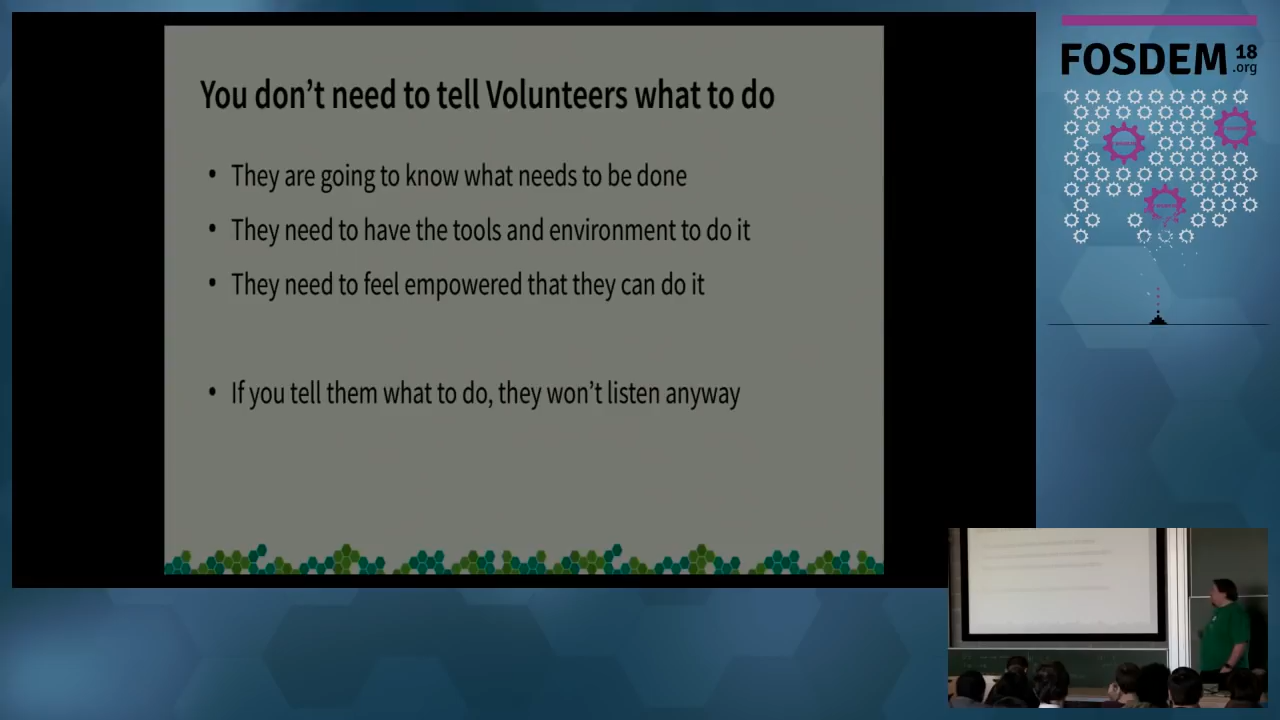 You don’t need to tell Volunteers what to do
• They are going to know what needs to be done
• They need to have the tools and environment to do it
• They need to feel empowered that they can do it
• If you tell them what to do, they won’t listen anyway
FOSDEM 18
.org